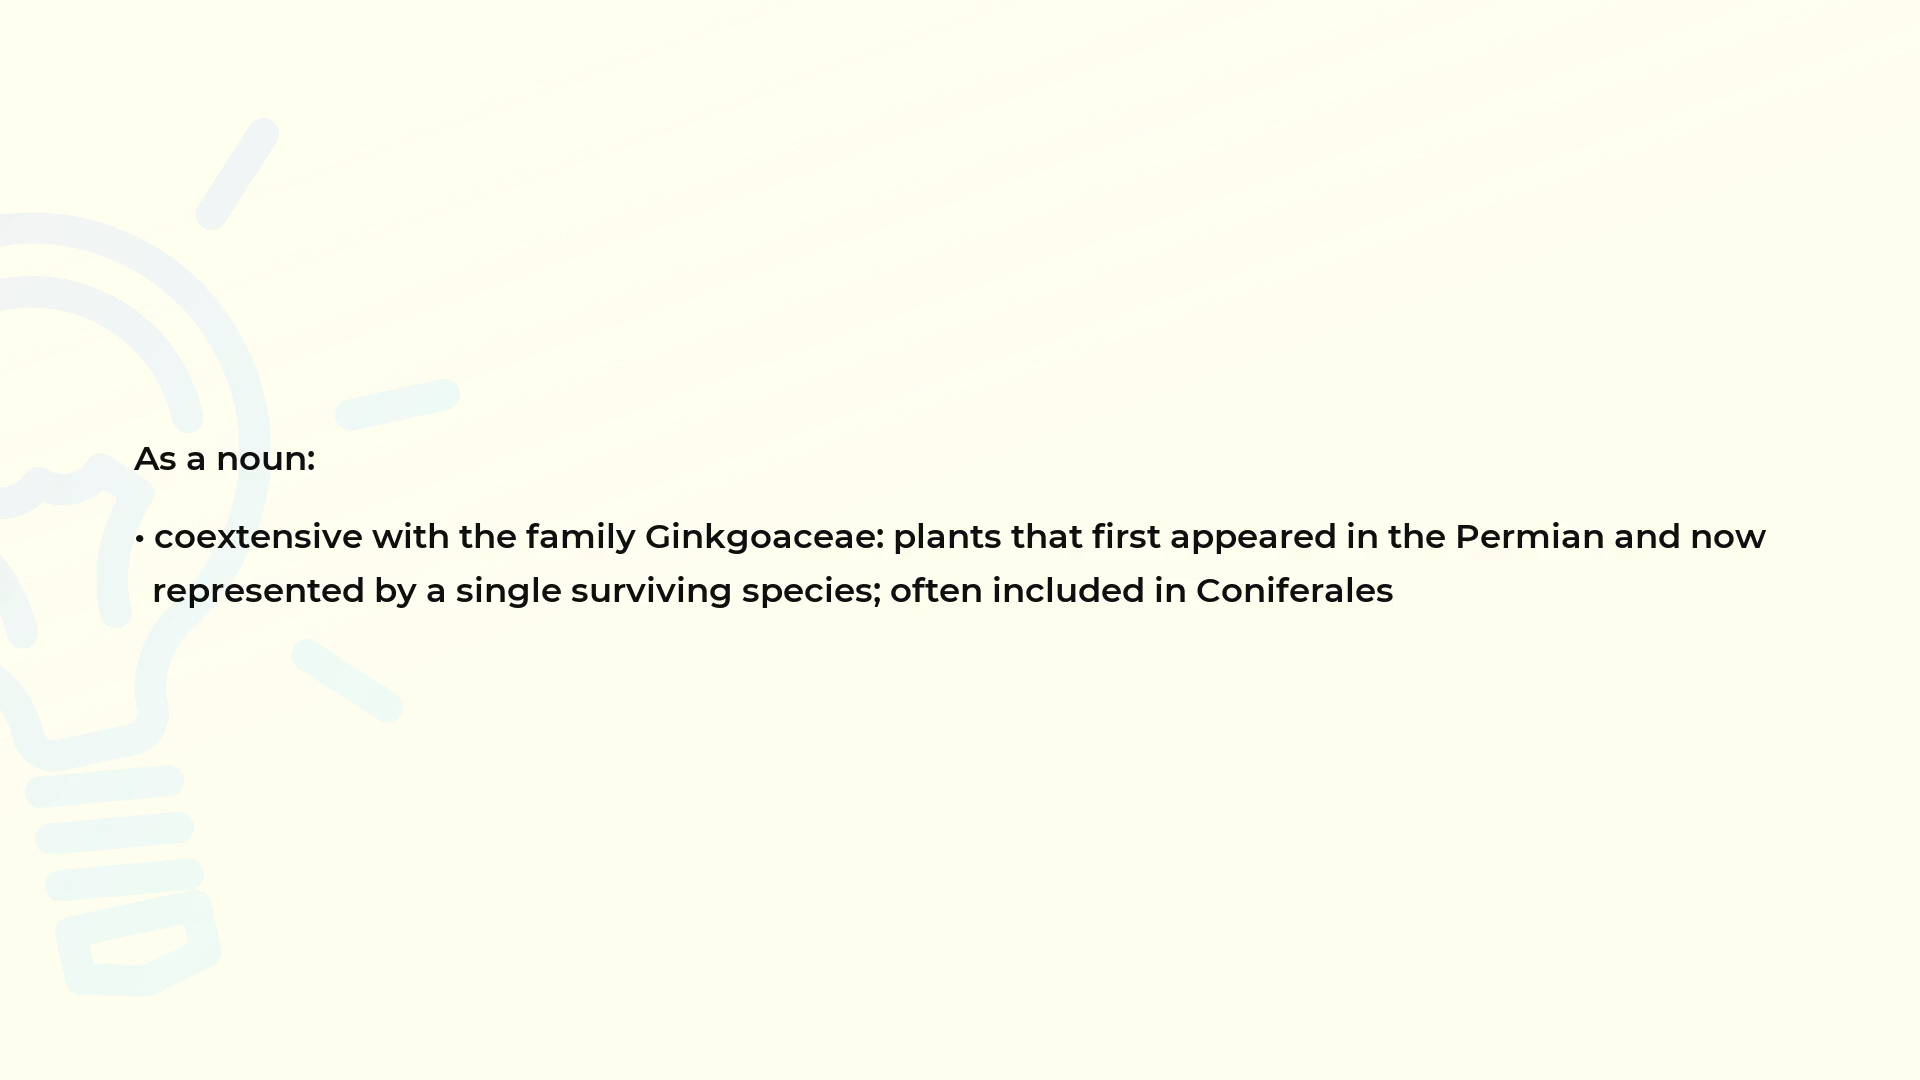 As a noun:
• coextensive with the family Ginkgoaceae: plants that first appeared in the Permian and now
represented by a single surviving species; often included in Coniferales